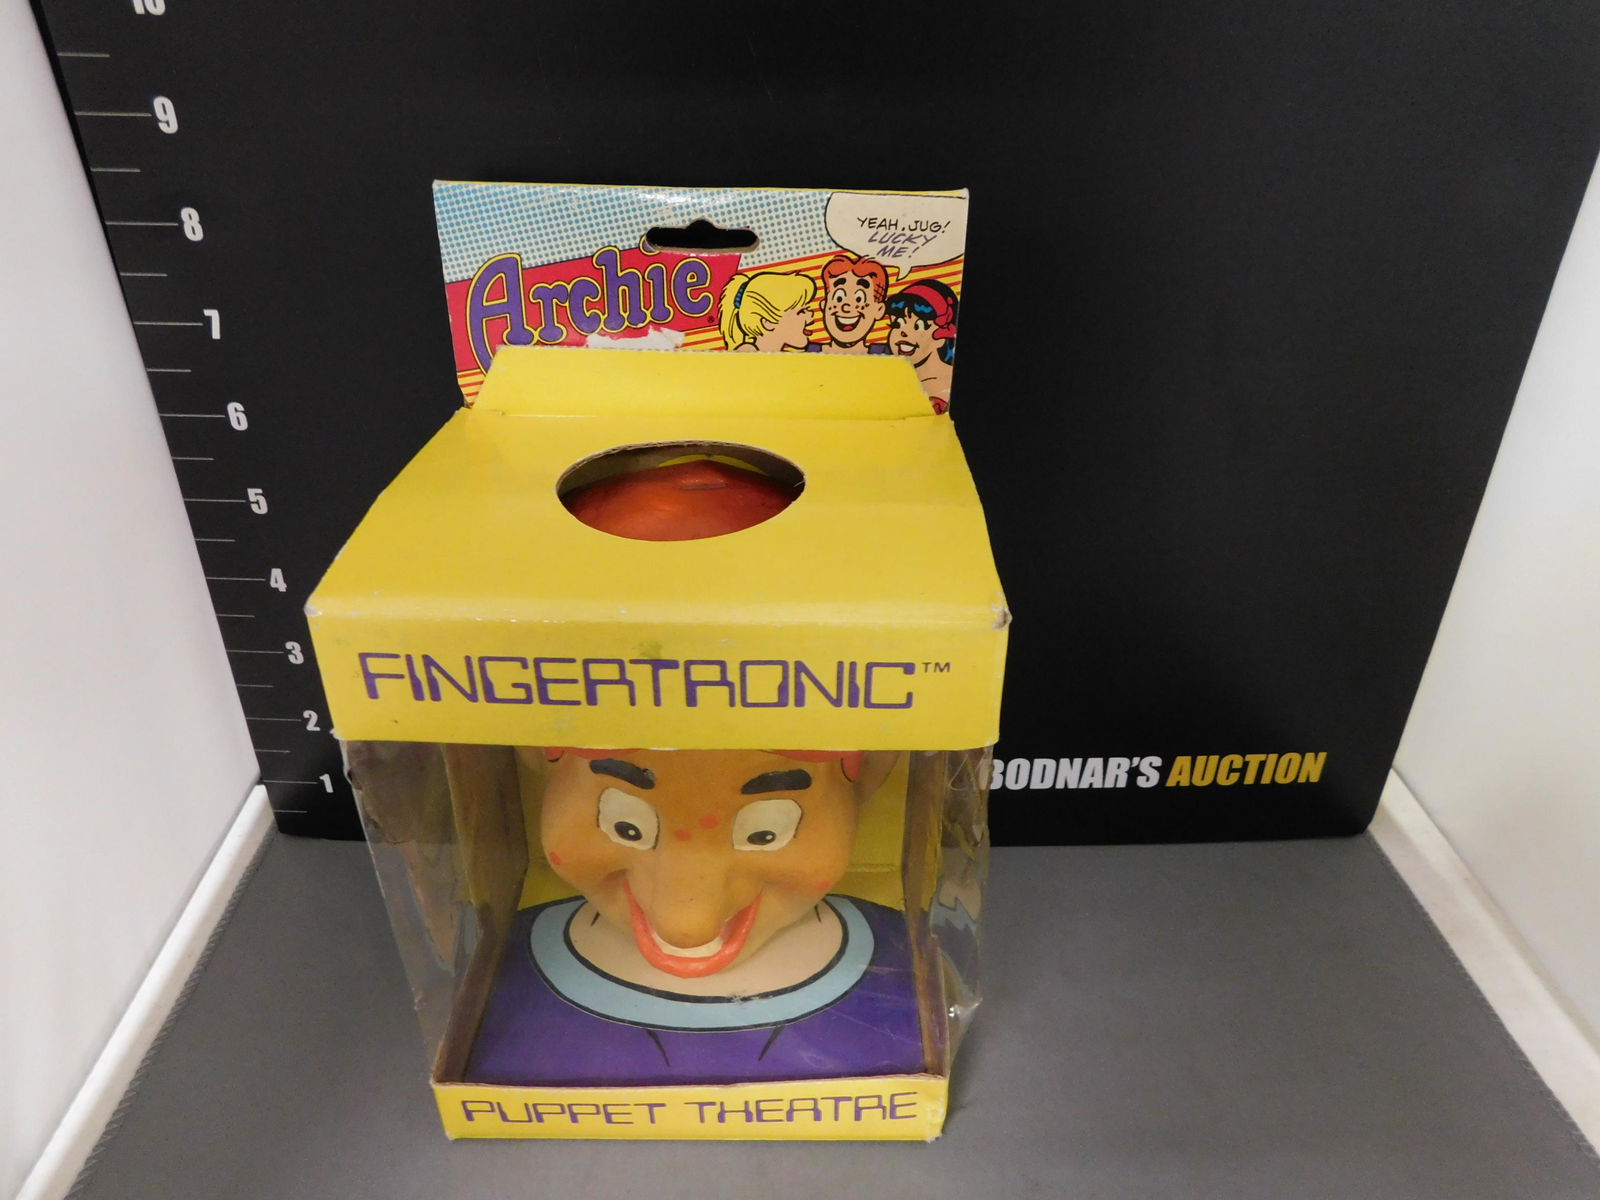 10
9
8
7
6
5
4
3
2
1
YEAH, JUG!
LUCKY
ME!
Archie
FINGERTRONIC™
BODNAR'S AUCTION
PUPPET THEATRE